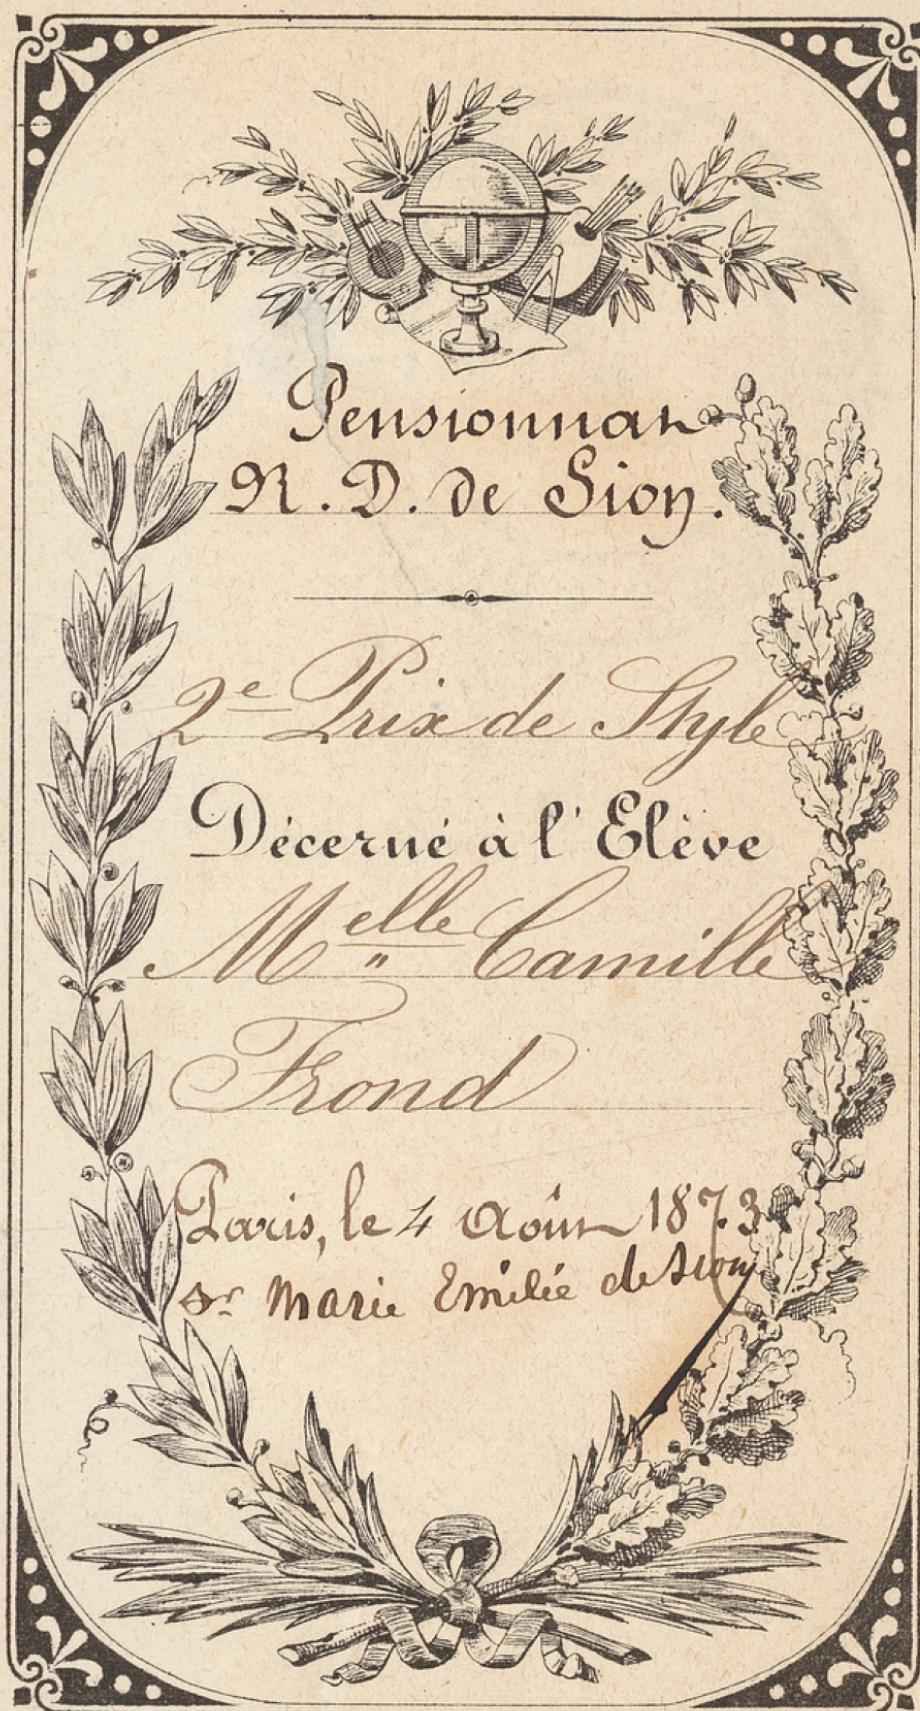 Pensionnat
N. D. de Sion.
2e Prix de Style
Décerné à l'Elève
Melle Camille
Frond
Paris, le 4 Août 1873
Sr Marie Emilie de Sion